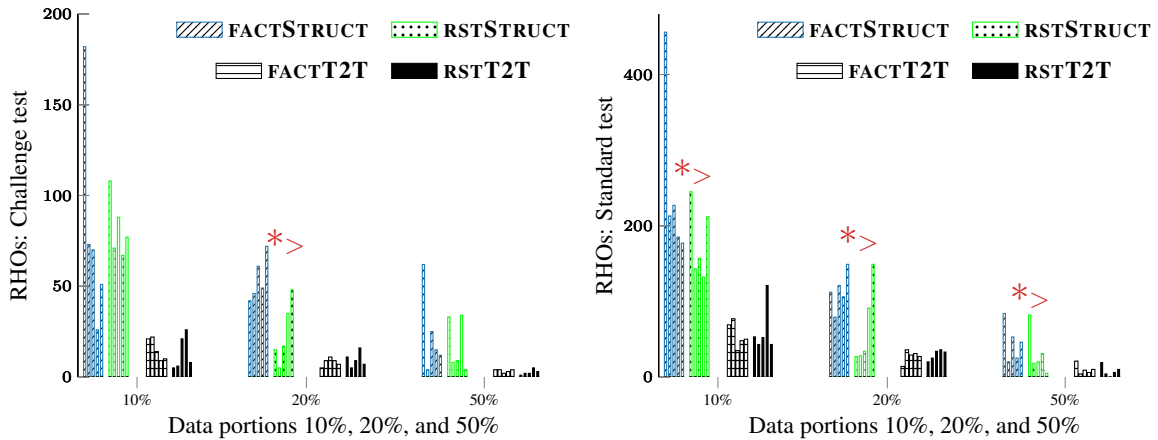 RHOs: Challenge test
200
150
100
50
0
FACTSTRUCT
RSTSTRUCT
FACTT2T
RSTT2T
*>
10%
20%
50%
Data portions 10%, 20%, and 50%
RHOs: Standard test
400
200
0
FACTSTRUCT
RSTSTRUCT
FACTT2T
RSTT2T
*>
*>
*>
10%
20%
50%
Data portions 10%, 20%, and 50%